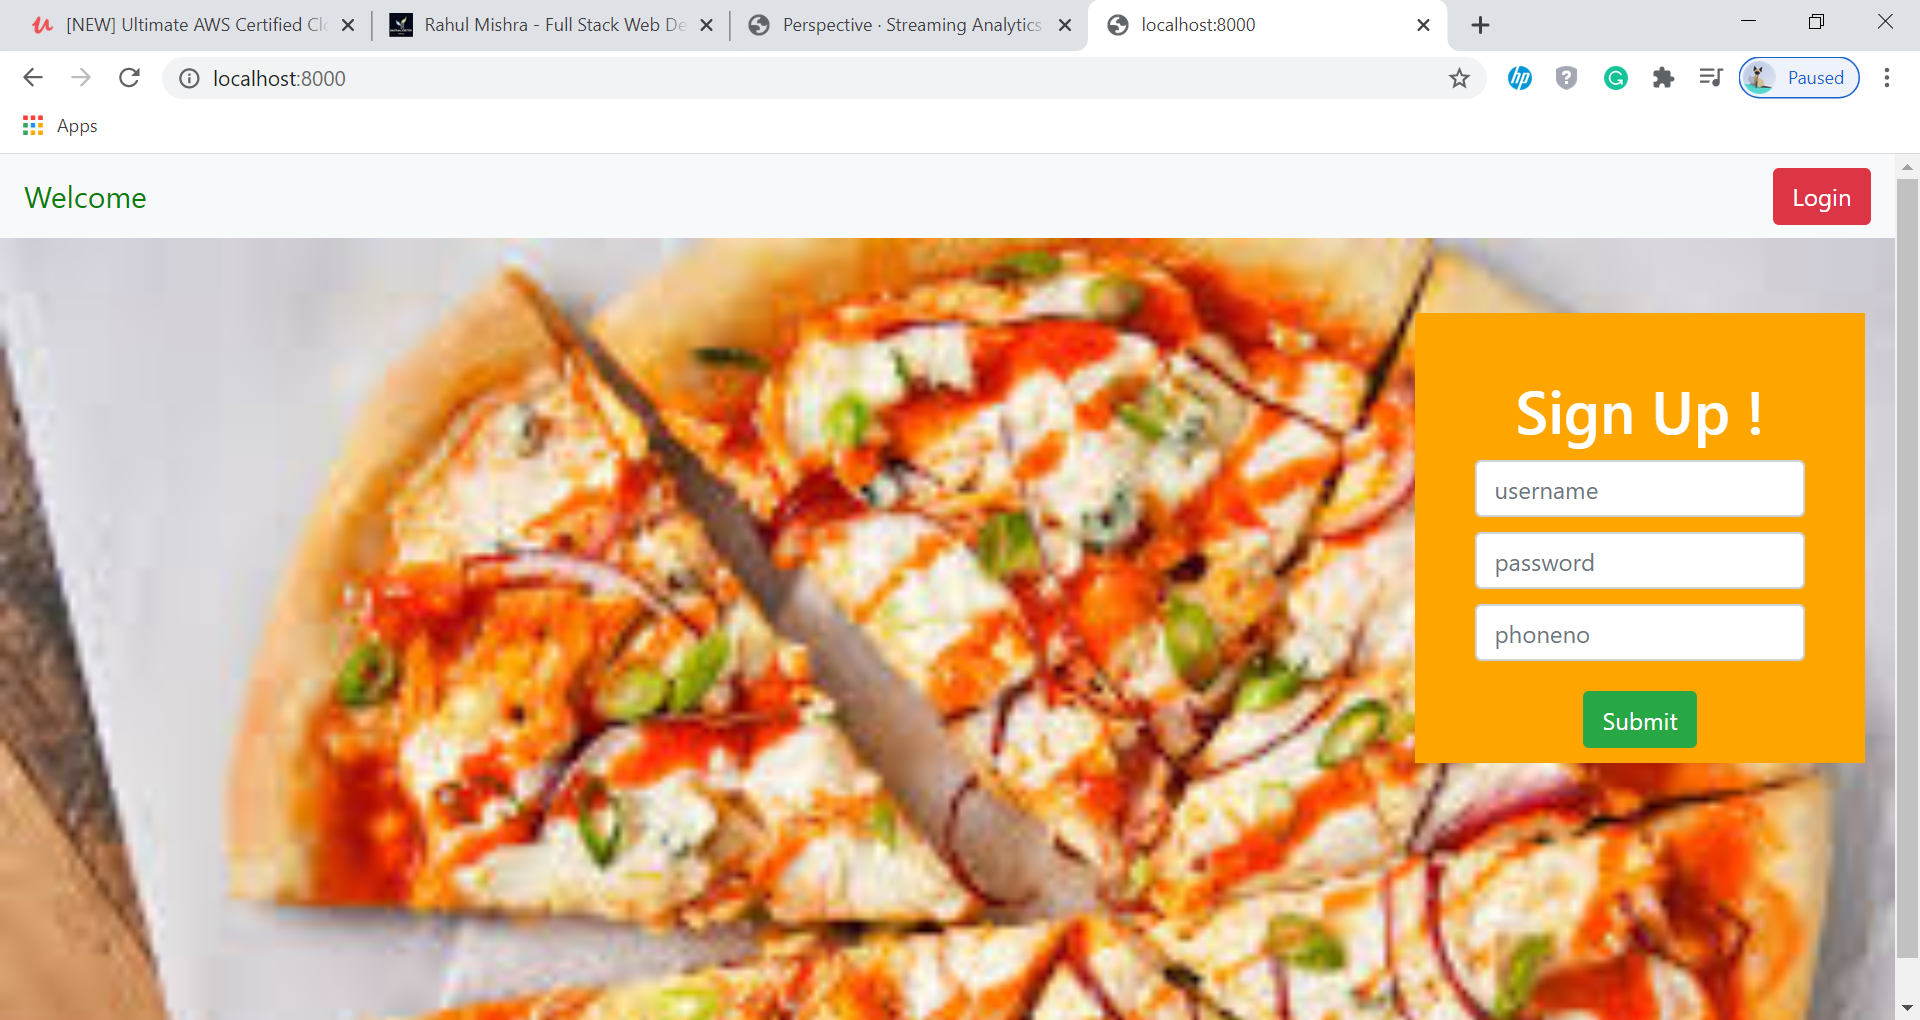 [NEW] Ultimate AWS Certified Cl
Rahul Mishra - Full Stack Web De
Perspective · Streaming Analytics
localhost:8000
localhost:8000
Paused
Apps
Welcome
Login
Sign Up !
username
password
phoneno
Submit